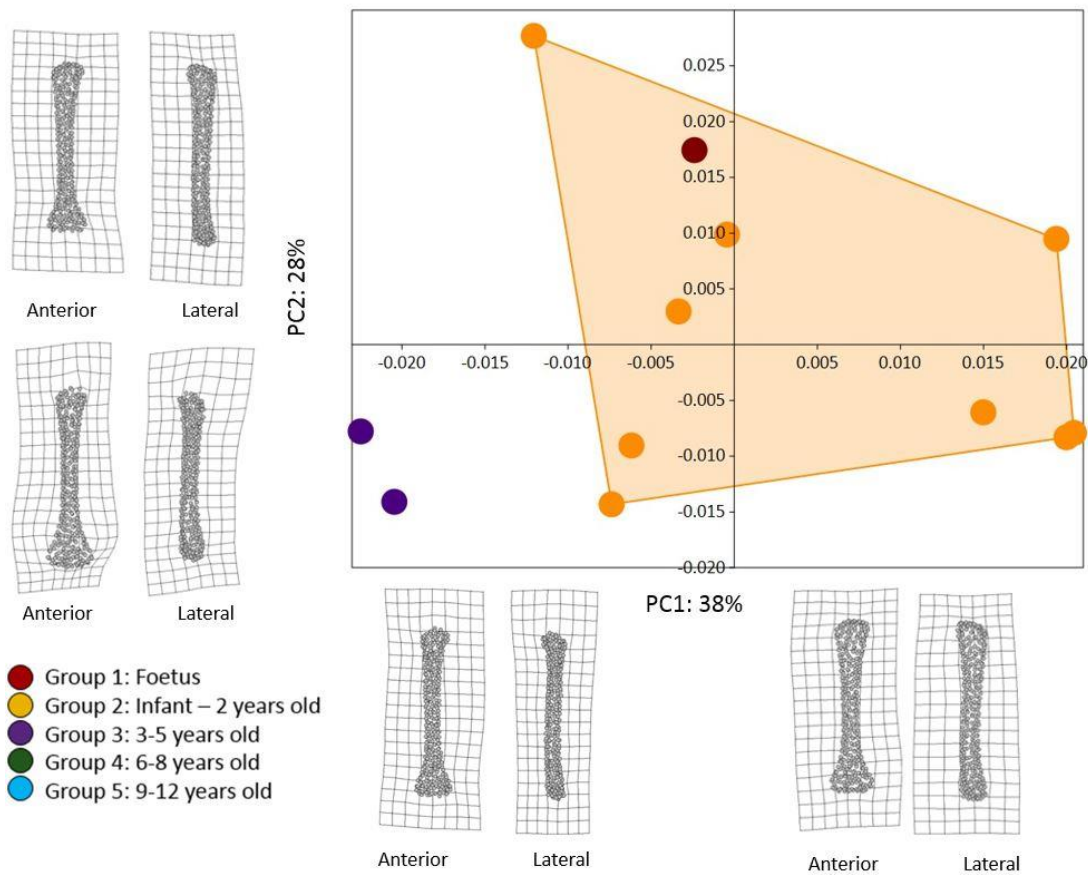 Anterior
Lateral
Anterior
Lateral
PC2: 28%
0.025
0.020
0.015
0.010
0.005
-0.020
-0.015
-0.010
-0.005
0.005
0.010
0.015
0.020
-0.005
-0.010
-0.015
-0.020
PC1: 38%
Group 1: Foetus
Group 2: Infant – 2 years old
Group 3: 3-5 years old
Group 4: 6-8 years old
Group 5: 9-12 years old
Anterior
Lateral
Anterior
Lateral